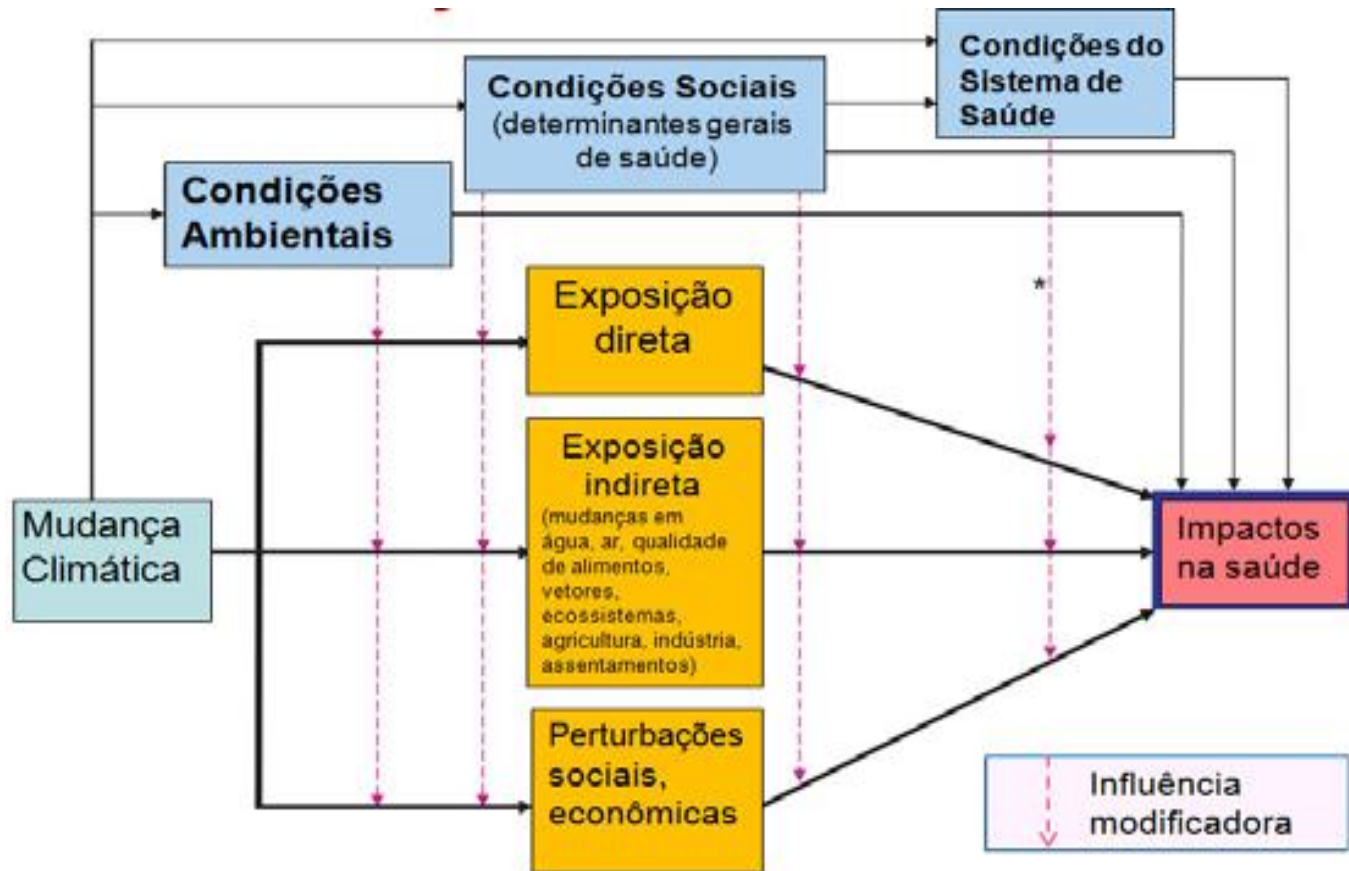 Condições do
Sistema de
Saúde
Condições Sociais
(determinantes gerais
de saúde)
Condições
Ambientais
*
Exposição
direta
Exposição
indireta
(mudanças em
água, ar, qualidade
de alimentos,
vetores,
ecossistemas,
agricultura, indústria,
assentamentos)
Mudança
Climática
Impactos
na saúde
Perturbações
sociais,
econômicas
Influência
modificadora